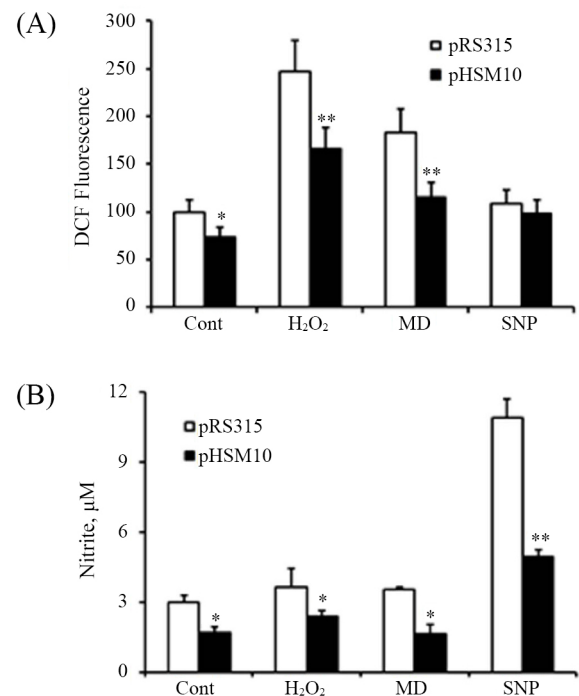 (A)
300
250
200
150
100
50
0
DCF Fluorescence
pRS315
pHSM10
*
**
**
Cont H₂O₂ MD SNP
(B)
12
9
6
3
0
Nitrite, μM
pRS315
pHSM10
*
*
*
**
Cont H₂O₂ MD SNP